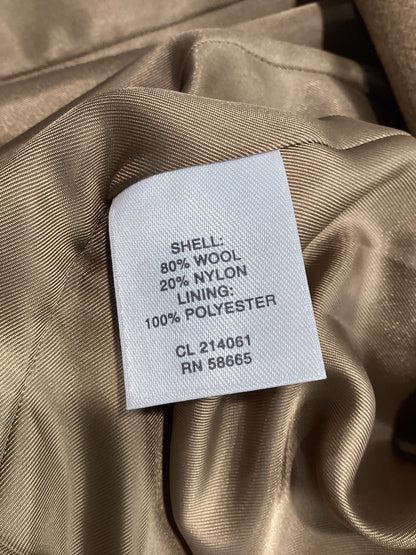 SHELL:
80% WOOL
20% NYLON
LINING:
100% POLYESTER
CL 214061
RN 58665